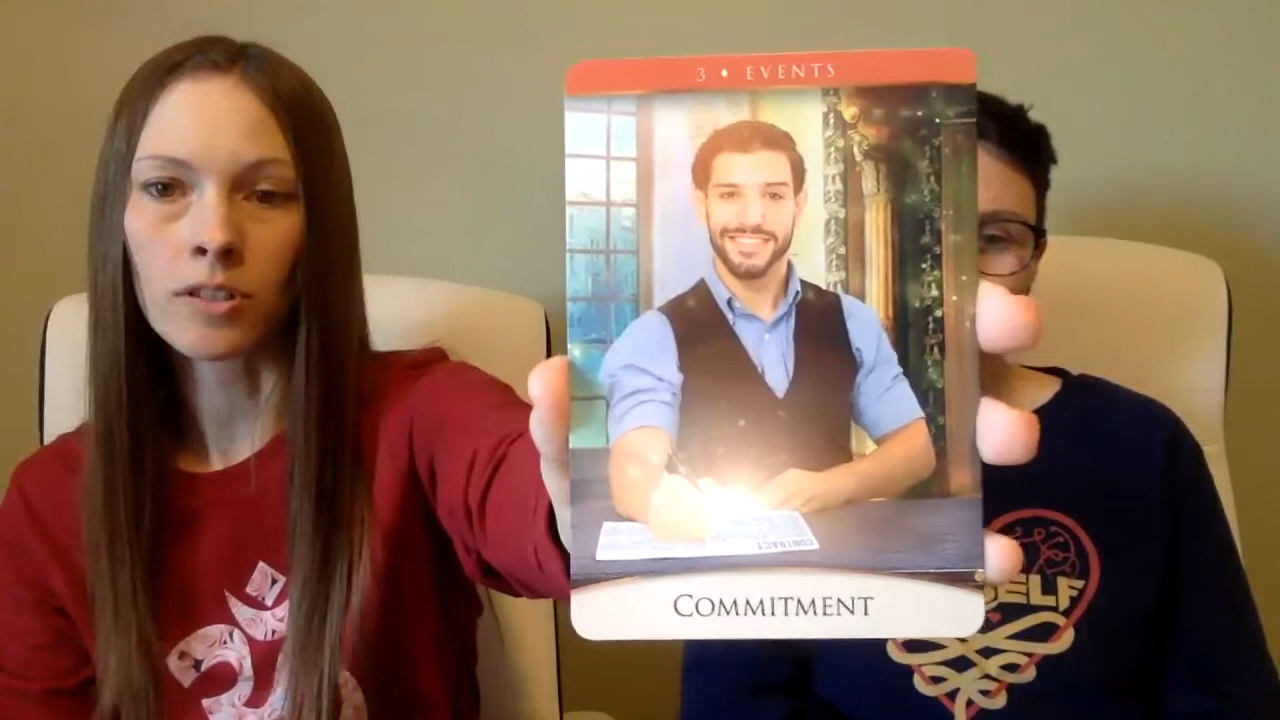 3 ♦ EVENTS
CONTRACT
COMMITMENT
SELF